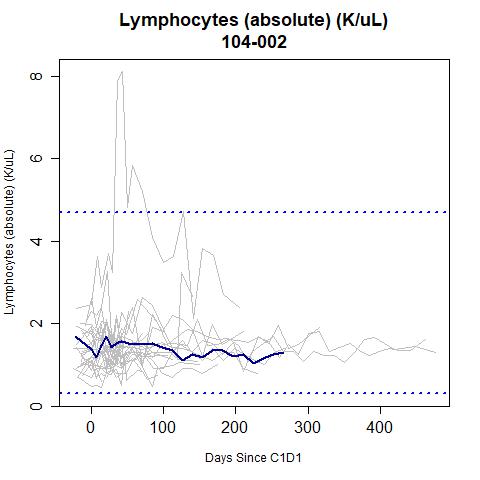 Lymphocytes (absolute) (K/uL)
104-002
Lymphocytes (absolute) (K/uL)
8
6
4
2
0
0 100 200 300 400
Days Since C1D1